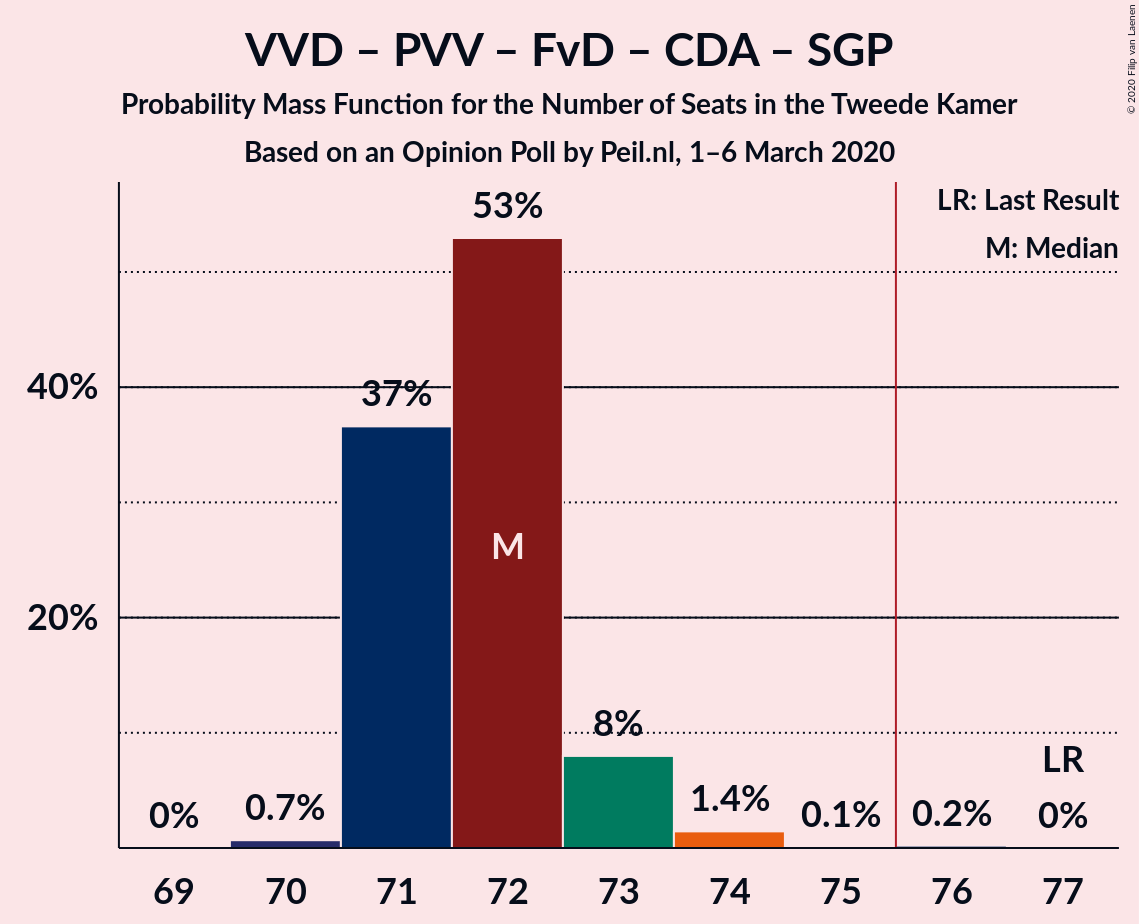 VVD – PVV – FvD – CDA – SGP
Probability Mass Function for the Number of Seats in the Tweede Kamer
Based on an Opinion Poll by Peil.nl, 1–6 March 2020
© 2020 Filip van Laenen
LR: Last Result
M: Median
53%
40%
37%
M
20%
8%
LR
0%
0.7%
1.4%
0.1%
0.2%
0%
69 70 71 72 73 74 75 76 77